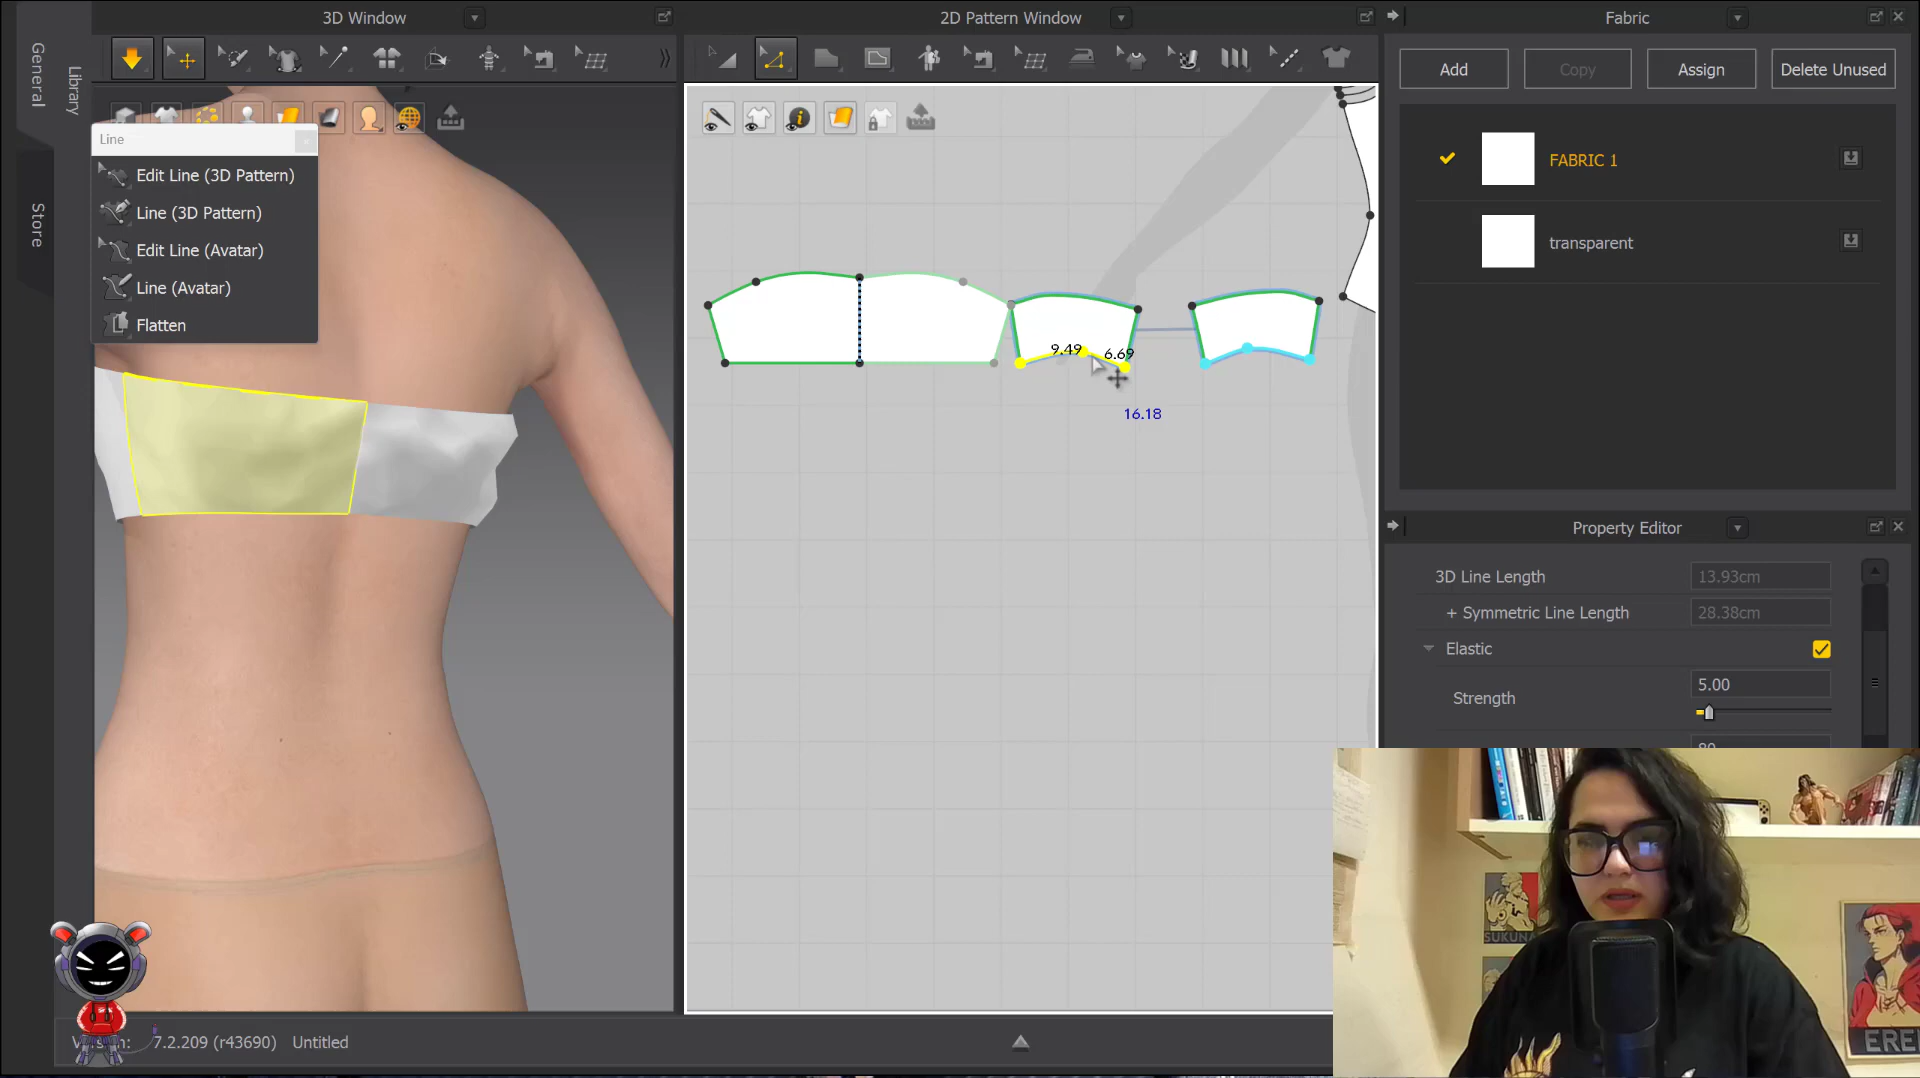 General
Library
Store
3D Window
2D Pattern Window
Fabric
Add
Copy
Assign
Delete Unused
Line
Edit Line (3D Pattern)
Line (3D Pattern)
Edit Line (Avatar)
Line (Avatar)
Flatten
FABRIC 1
transparent
9.49
6.69
16.18
Property Editor
3D Line Length
13.93cm
+ Symmetric Line Length
28.38cm
Elastic
Strength
5.00
SUKUNA
7.2.209 (r43690)
Untitled